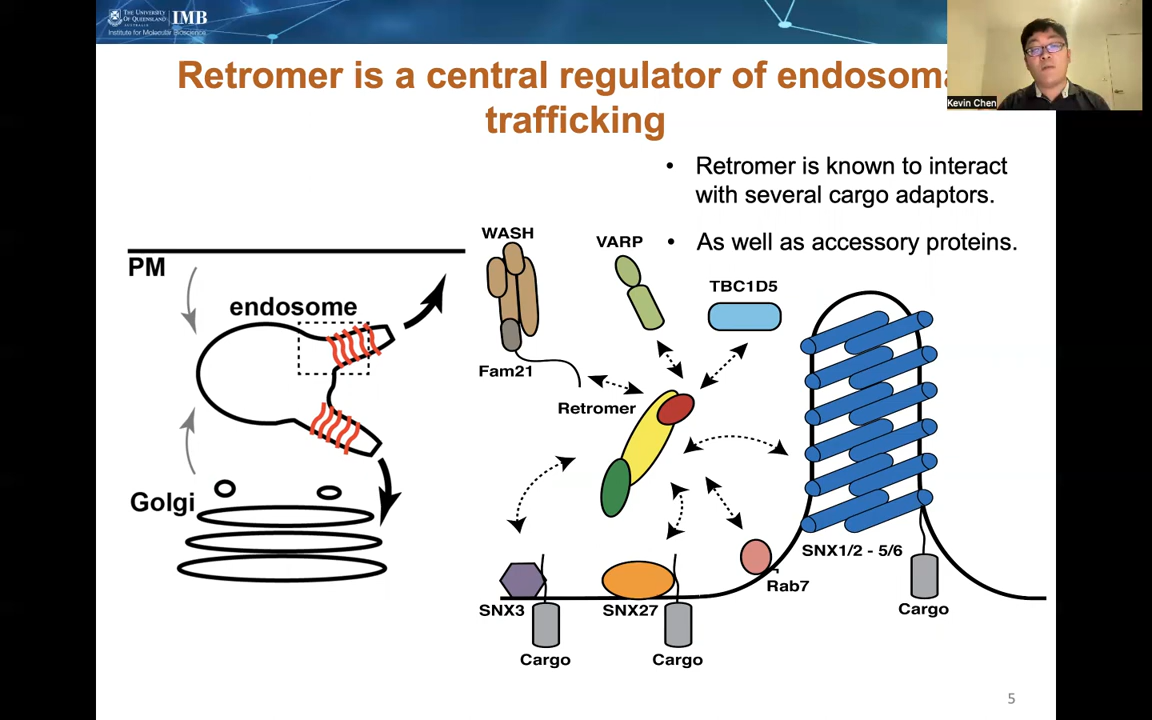 THE UNIVERSITY
OF QUEENSLAND
AUSTRALIA
IMB
Institute for Molecular Bioscience
Retromer is a central regulator of endosoma
trafficking
Kevin Chen
• Retromer is known to interact
with several cargo adaptors.
• As well as accessory proteins.
PM
endosome
Golgi
WASH
VARP
TBC1D5
Fam21
Retromer
SNX1/2 - 5/6
Rab7
SNX3
SNX27
Cargo
Cargo
Cargo
5